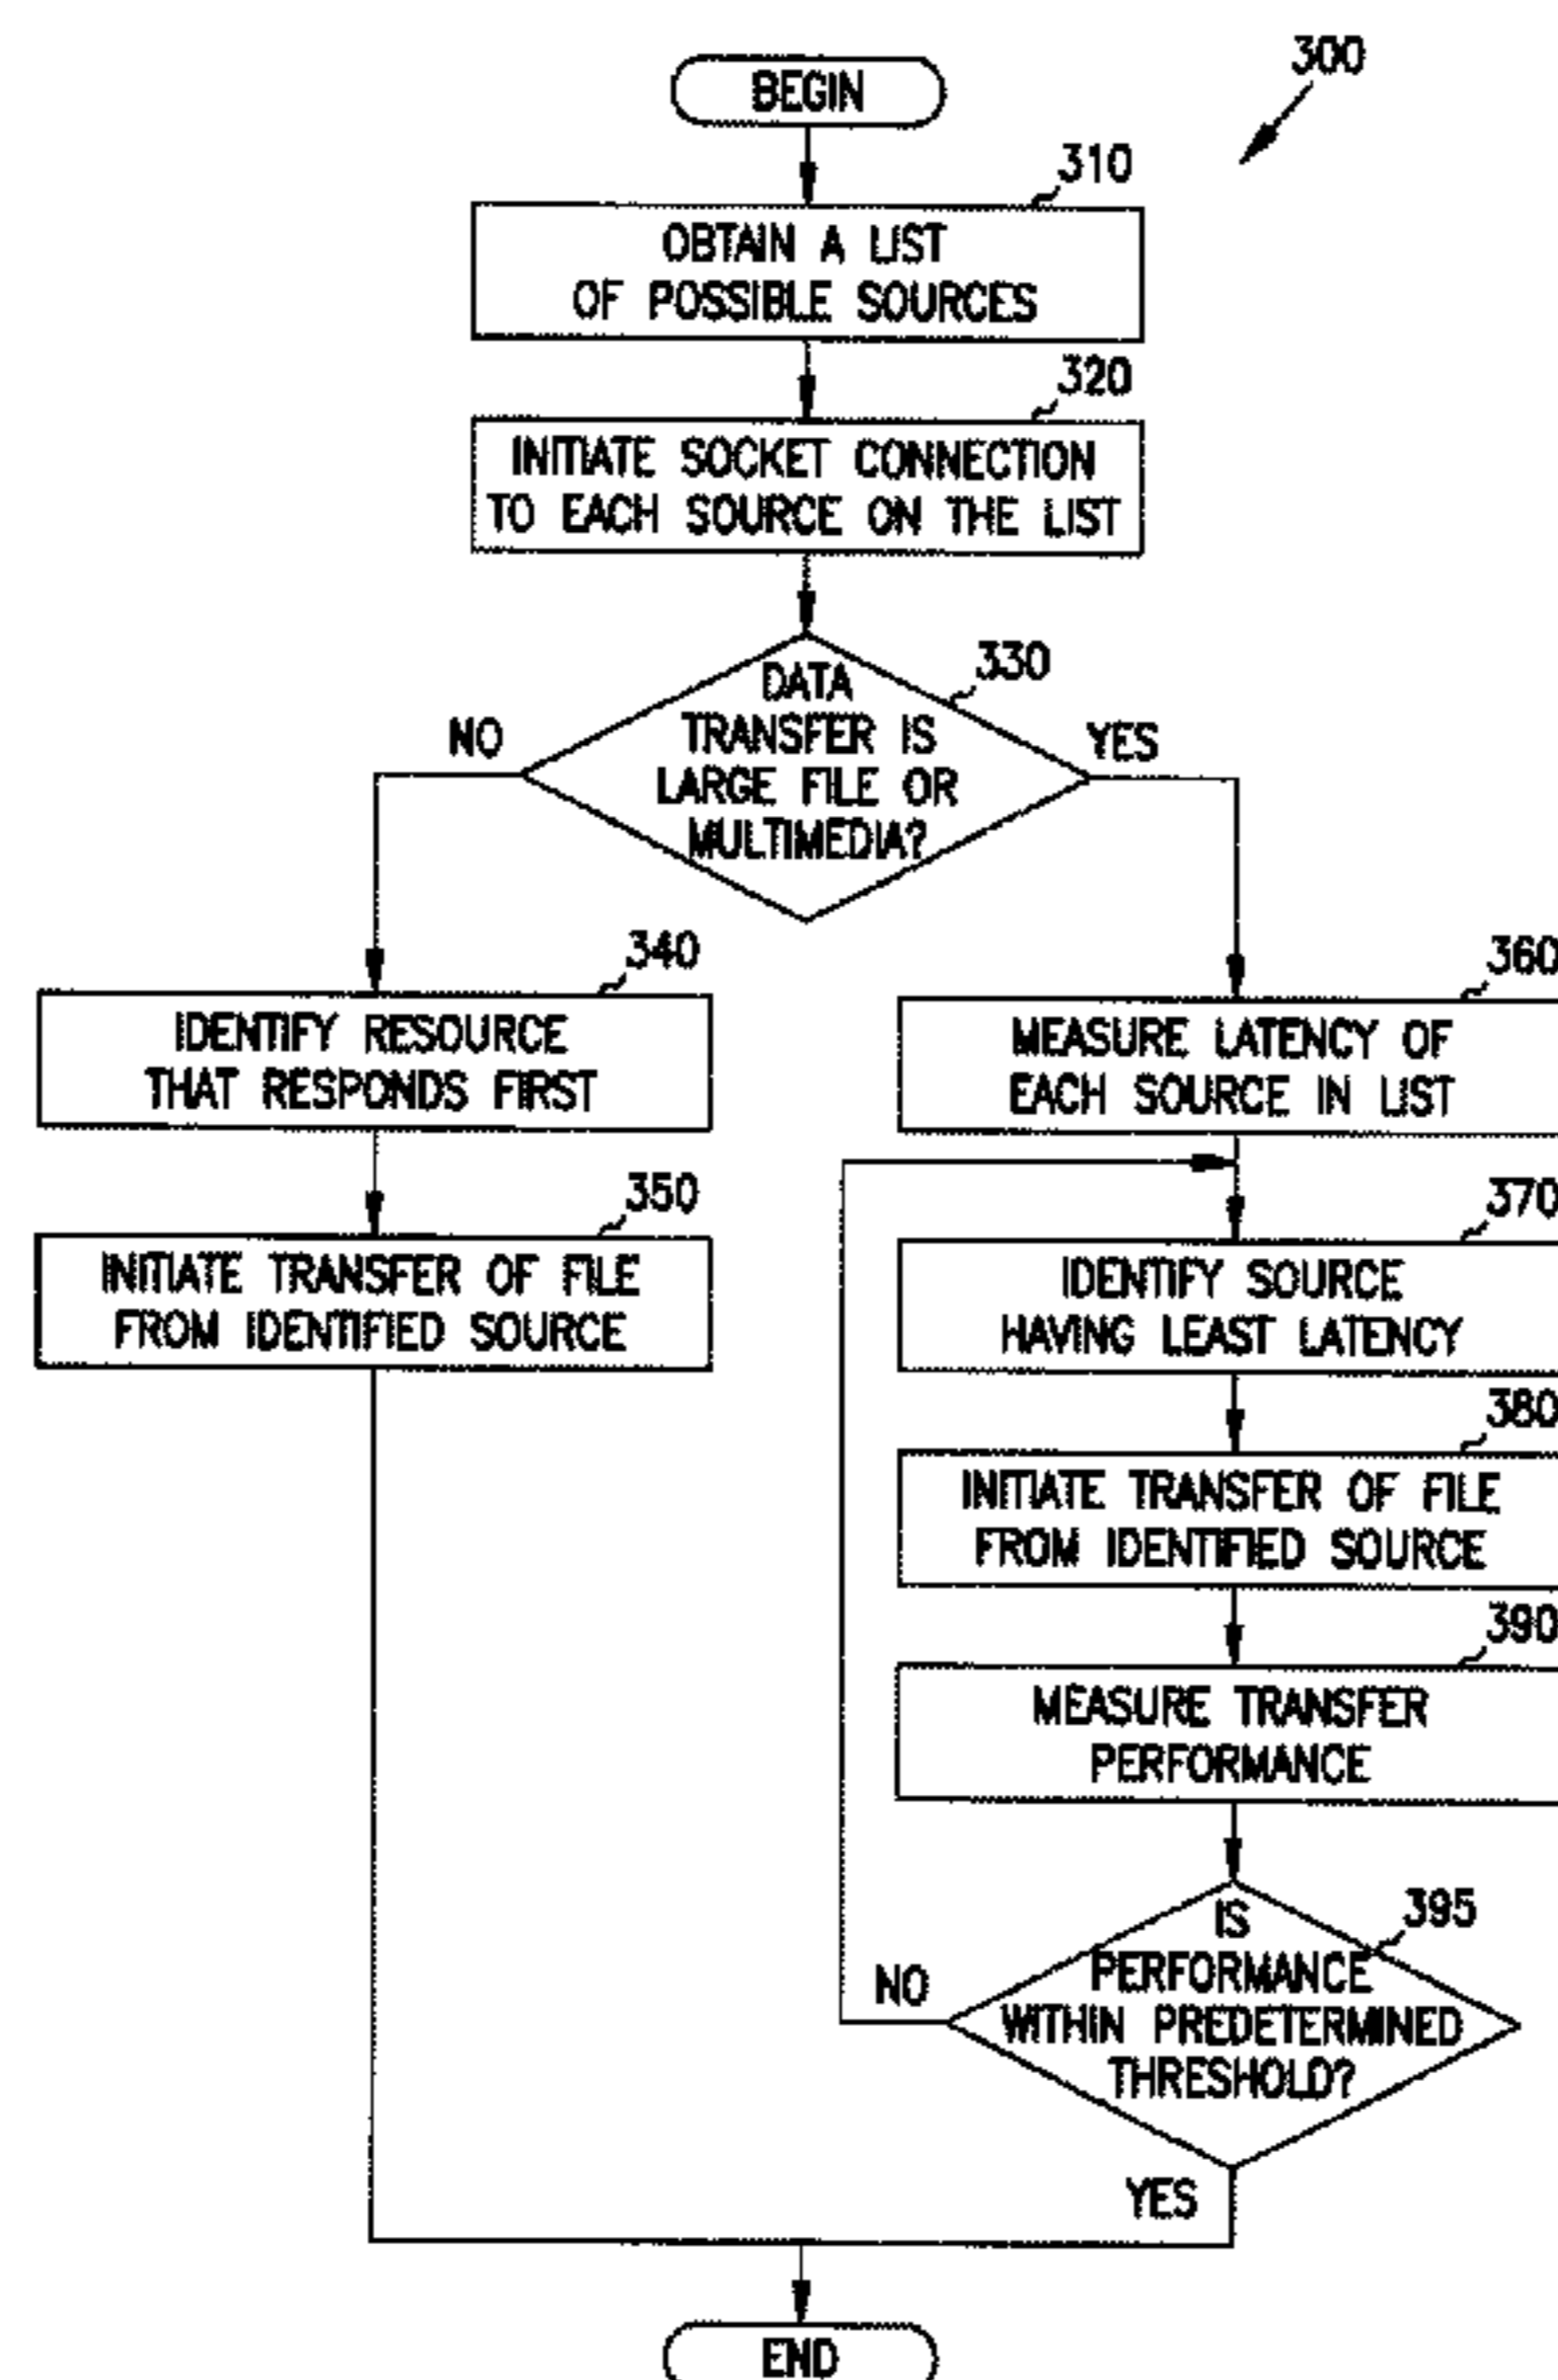 300
BEGIN
310
OBTAIN A LIST
OF POSSIBLE SOURCES
320
INITIATE SOCKET CONNECTION
TO EACH SOURCE ON THE LIST
330
DATA
TRANSFER IS
LARGE FILE OR
MULTIMEDIA?
NO
YES
340
IDENTIFY RESOURCE
THAT RESPONDS FIRST
350
INITIATE TRANSFER OF FILE
FROM IDENTIFIED SOURCE
360
MEASURE LATENCY OF
EACH SOURCE IN LIST
370
IDENTIFY SOURCE
HAVING LEAST LATENCY
380
INITIATE TRANSFER OF FILE
FROM IDENTIFIED SOURCE
390
MEASURE TRANSFER
PERFORMANCE
395
IS
PERFORMANCE
WITHIN PREDETERMINED
THRESHOLD?
NO
YES
END